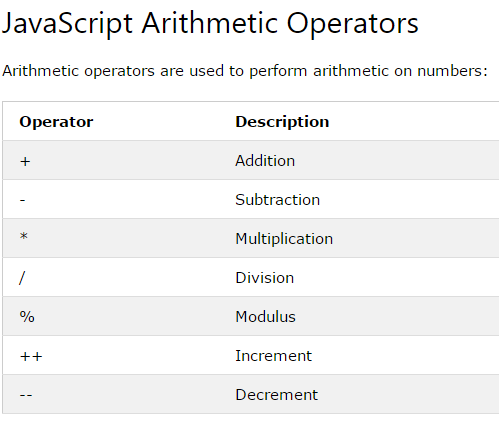 JavaScript Arithmetic Operators
Arithmetic operators are used to perform arithmetic on numbers:
Operator Description
+ Addition
- Subtraction
* Multiplication
/ Division
% Modulus
++ Increment
-- Decrement